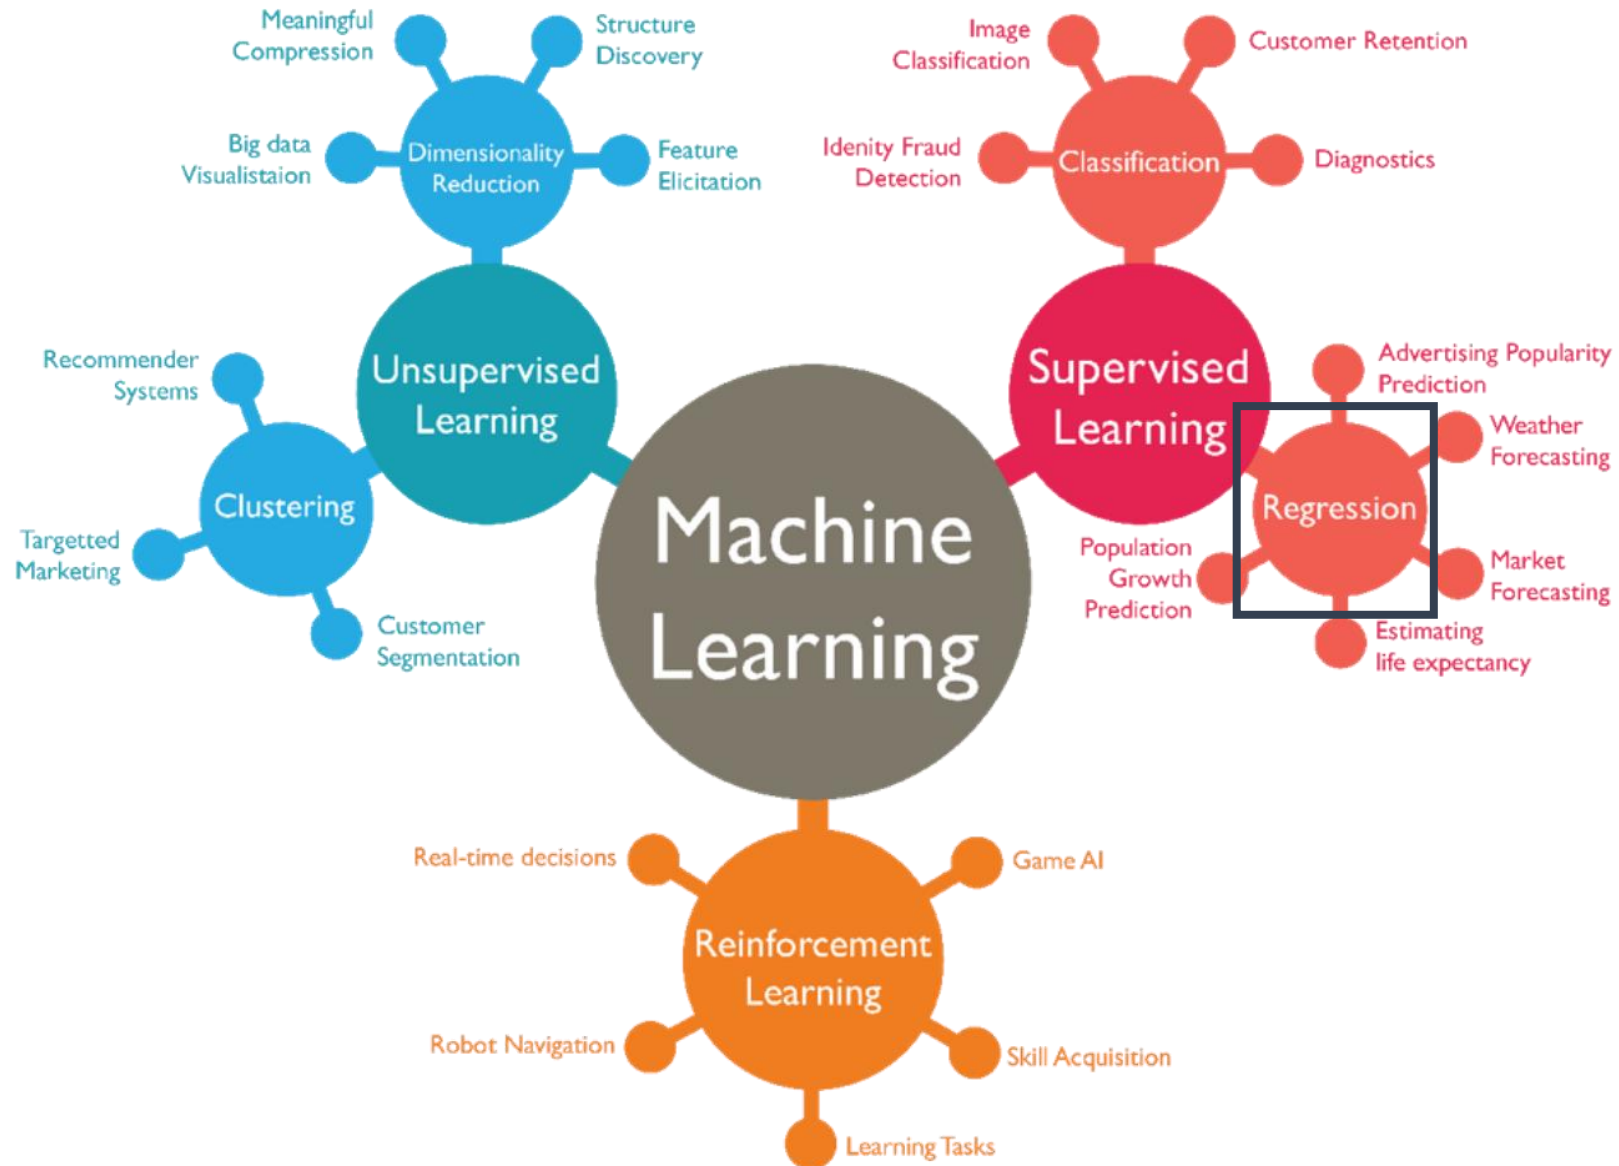 Meaningful
Compression
Structure
Discovery
Big data
Visualistaion
Dimensionality
Reduction
Feature
Elicitation
Image
Classification
Customer Retention
Idenity Fraud
Detection
Classification
Diagnostics
Unsupervised
Learning
Recommender
Systems
Clustering
Targetted
Marketing
Customer
Segmentation
Machine
Learning
Supervised
Learning
Advertising Popularity
Prediction
Weather
Forecasting
Regression
Population
Growth
Prediction
Market
Forecasting
Estimating
life expectancy
Real-time decisions
Game AI
Reinforcement
Learning
Robot Navigation
Skill Acquisition
Learning Tasks